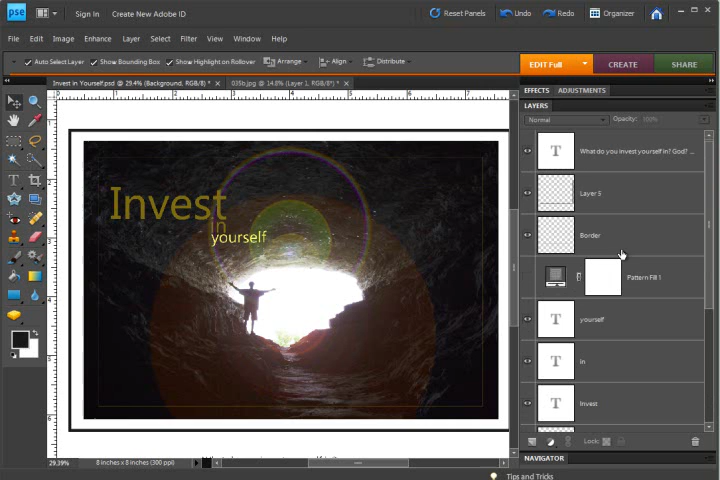 pse
Sign In
Create New Adobe ID
Reset Panels
Undo
Redo
Organizer
File Edit Image Enhance Layer Select Filter View Window Help
Auto Select Layer Show Bounding Box Show Highlight on Rollover Arrange Align Distribute
EDIT Full CREATE SHARE
Invest in Yourself.psd @ 29.4% (Background, RGB/8) * × 035h.jpg @ 14.8% (Layer 1, RGB/8*) * ×
EFFECTS ADJUSTMENTS
LAYERS
Normal Opacity: 100%
What do you invest yourself in? God? ...
Layer 5
Border
Pattern Fill 1
yourself
in
Invest
Lock:
NAVIGATOR
Invest
in
yourself
29.39% 8 inches x 8 inches (300 ppi)
Tips and Tricks